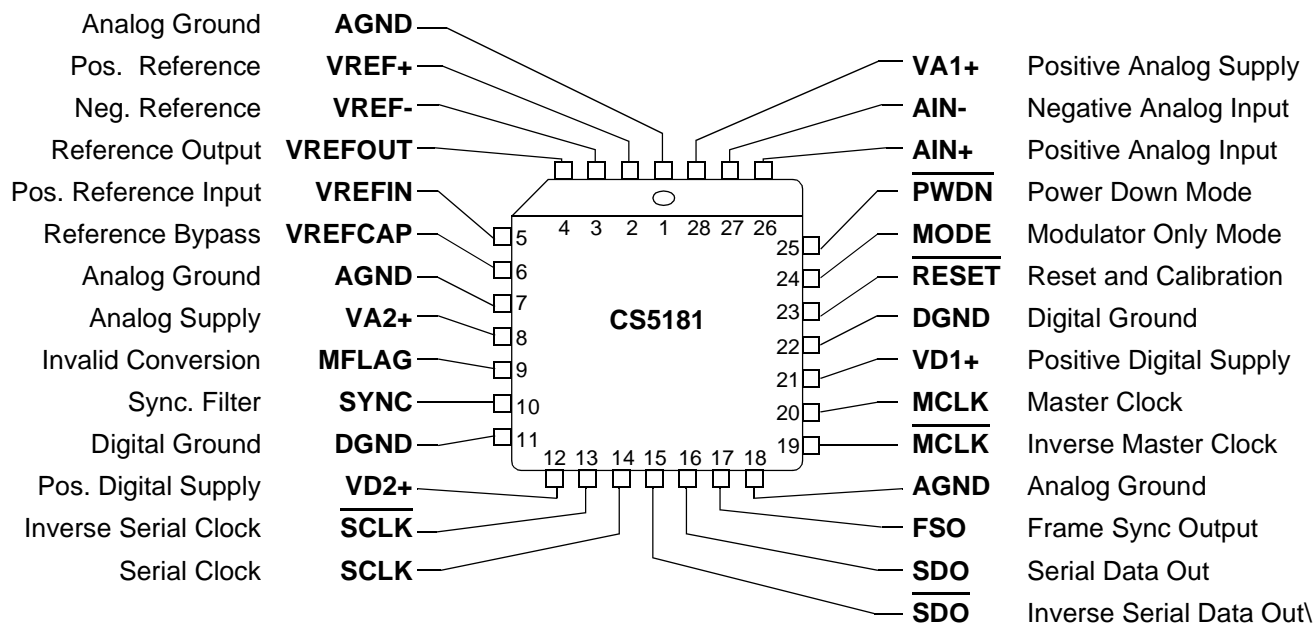 Analog Ground AGND
Pos. Reference VREF+
Neg. Reference VREF-
Reference Output VREFOUT
Pos. Reference Input VREFIN
Reference Bypass VREFCAP
Analog Ground AGND
Analog Supply VA2+
Invalid Conversion MFLAG
Sync. Filter SYNC
Digital Ground DGND
Pos. Digital Supply VD2+
Inverse Serial Clock S̅C̅L̅K̅
Serial Clock SCLK
4 3 2 1 28 27 26
5
6
7
8
9
10
11
CS5181
25
24
23
22
21
20
19
12 13 14 15 16 17 18
VA1+ Positive Analog Supply
AIN- Negative Analog Input
AIN+ Positive Analog Input
P̅W̅D̅N̅ Power Down Mode
MODE Modulator Only Mode
R̅E̅S̅E̅T̅ Reset and Calibration
DGND Digital Ground
VD1+ Positive Digital Supply
MCLK Master Clock
M̅C̅L̅K̅ Inverse Master Clock
AGND Analog Ground
FSO Frame Sync Output
SDO Serial Data Out
S̅D̅O̅ Inverse Serial Data Out\